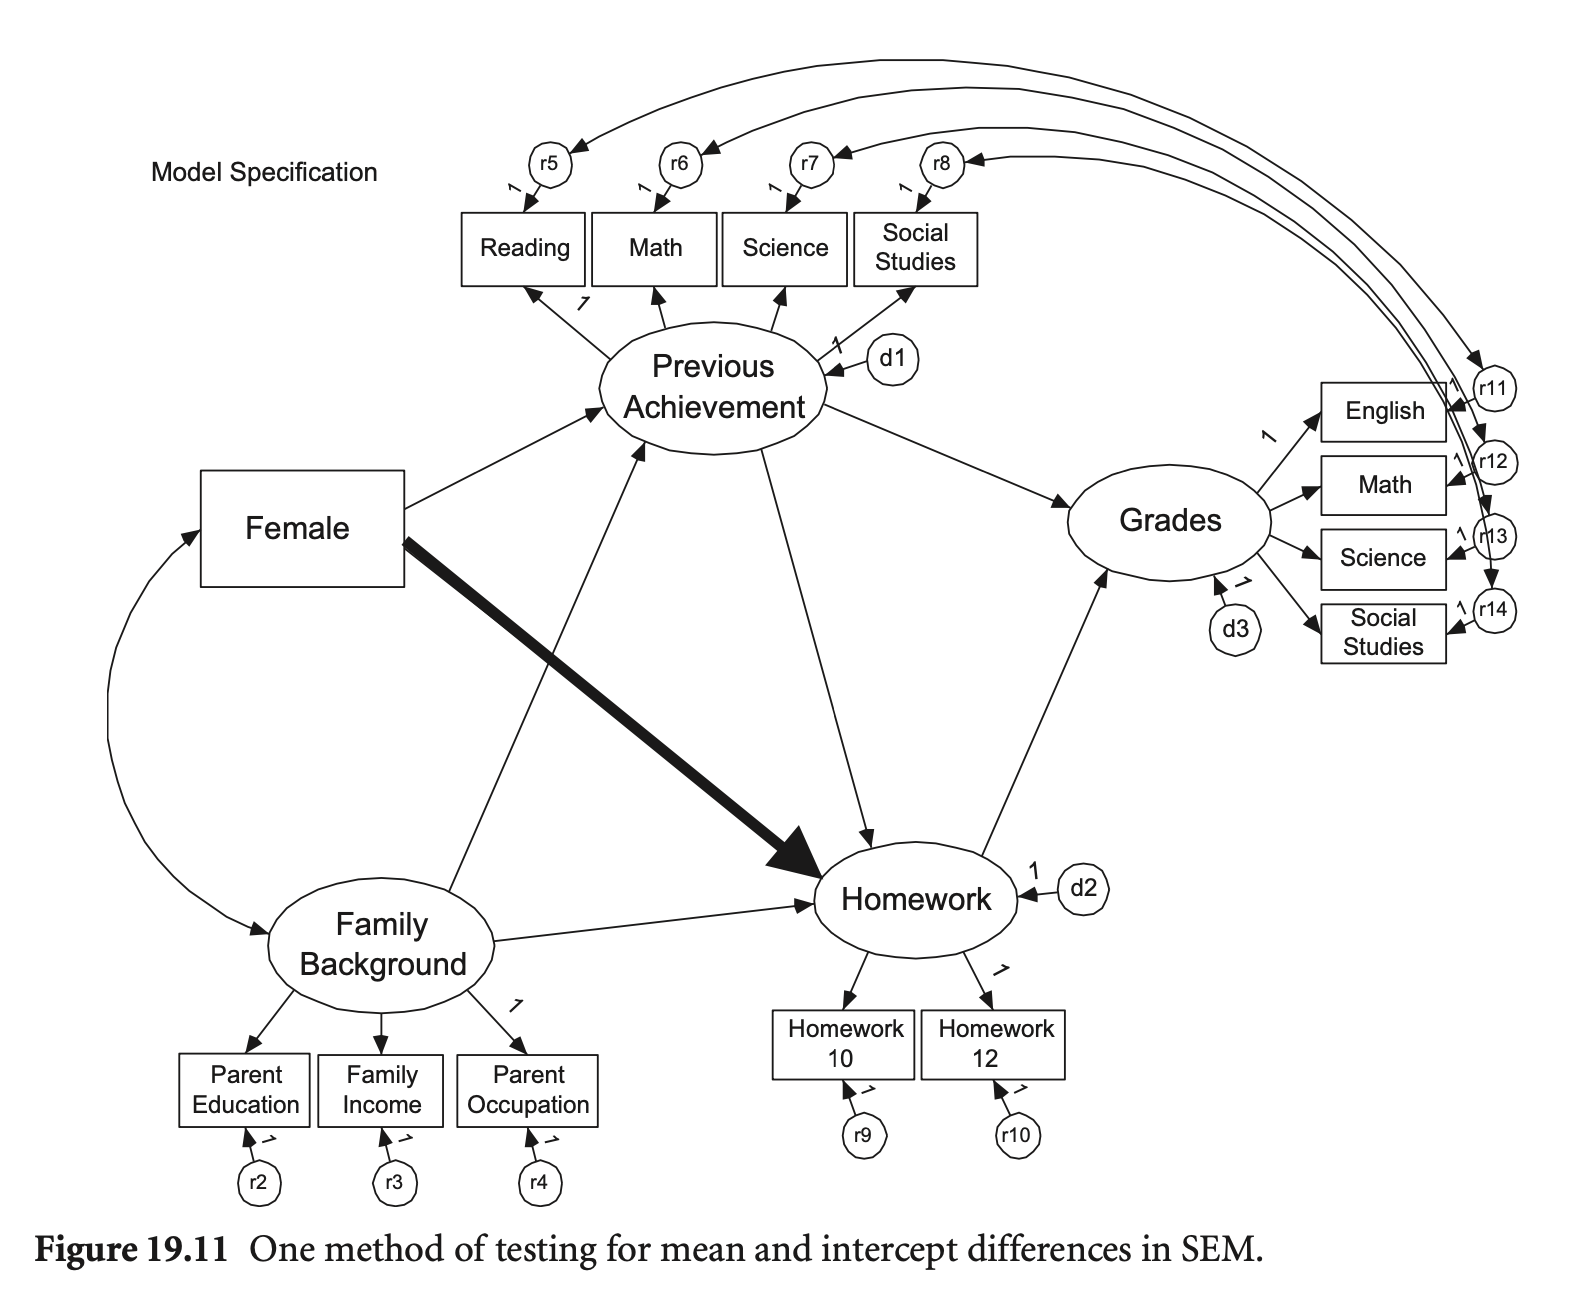 Model Specification
r5
r6
r7
r8
1
1
1
1
Reading
Math
Science
Social
Studies
1
Previous
Achievement
1
d1
Female
Grades
1
English
1
r11
Math
1
r12
Science
1
r13
Social
Studies
1
r14
1
d3
Family
Background
Homework
1
d2
1
Parent
Education
Family
Income
Parent
Occupation
1
1
1
r2
r3
r4
1
Homework
10
Homework
12
1
1
r9
r10
Figure 19.11 One method of testing for mean and intercept differences in SEM.